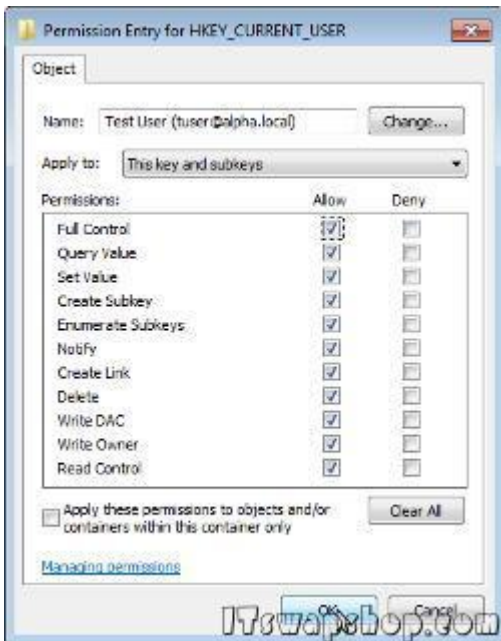 Permission Entry for HKEY_CURRENT_USER
Object
Name: Test User (tuser@alpha.local) Change...
Apply to: This key and subkeys
Permissions: Allow Deny
Full Control
Query Value
Set Value
Create Subkey
Enumerate Subkeys
Notify
Create Link
Delete
Write DAC
Write Owner
Read Control
Apply these permissions to objects and/or
containers within this container only
Clear All
Managing permissions
OK Cancel
ITswapshop.com